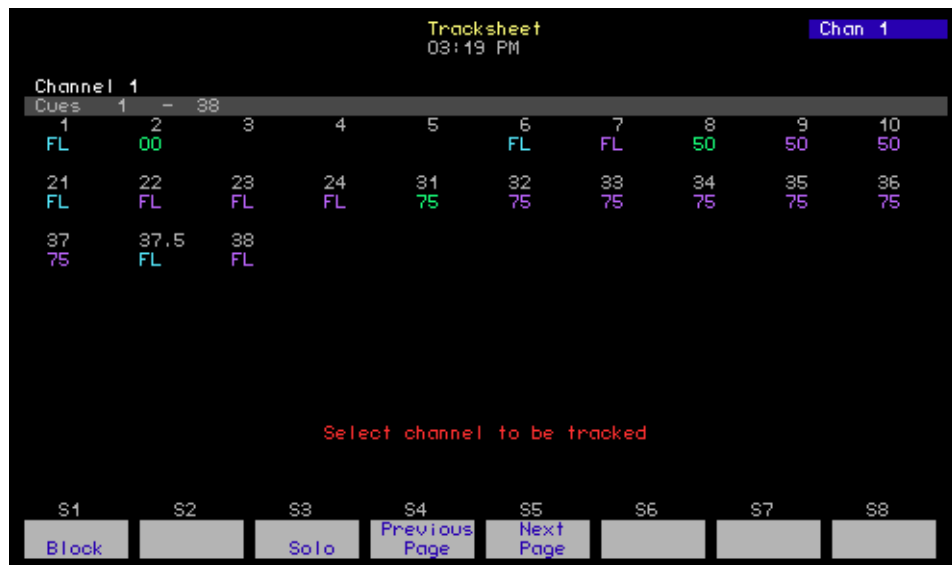 Tracksheet Chan 1
03:19 PM
Channel 1
Cues 1 - 38
1 2 3 4 5 6 7 8 9 10
FL 00 FL FL 50 50 50
21 22 23 24 31 32 33 34 35 36
FL FL FL FL 75 75 75 75 75 75
37 37.5 38
75 FL FL
Select channel to be tracked
S1 S2 S3 S4 S5 S6 S7 S8
Block Solo Previous Page Next Page